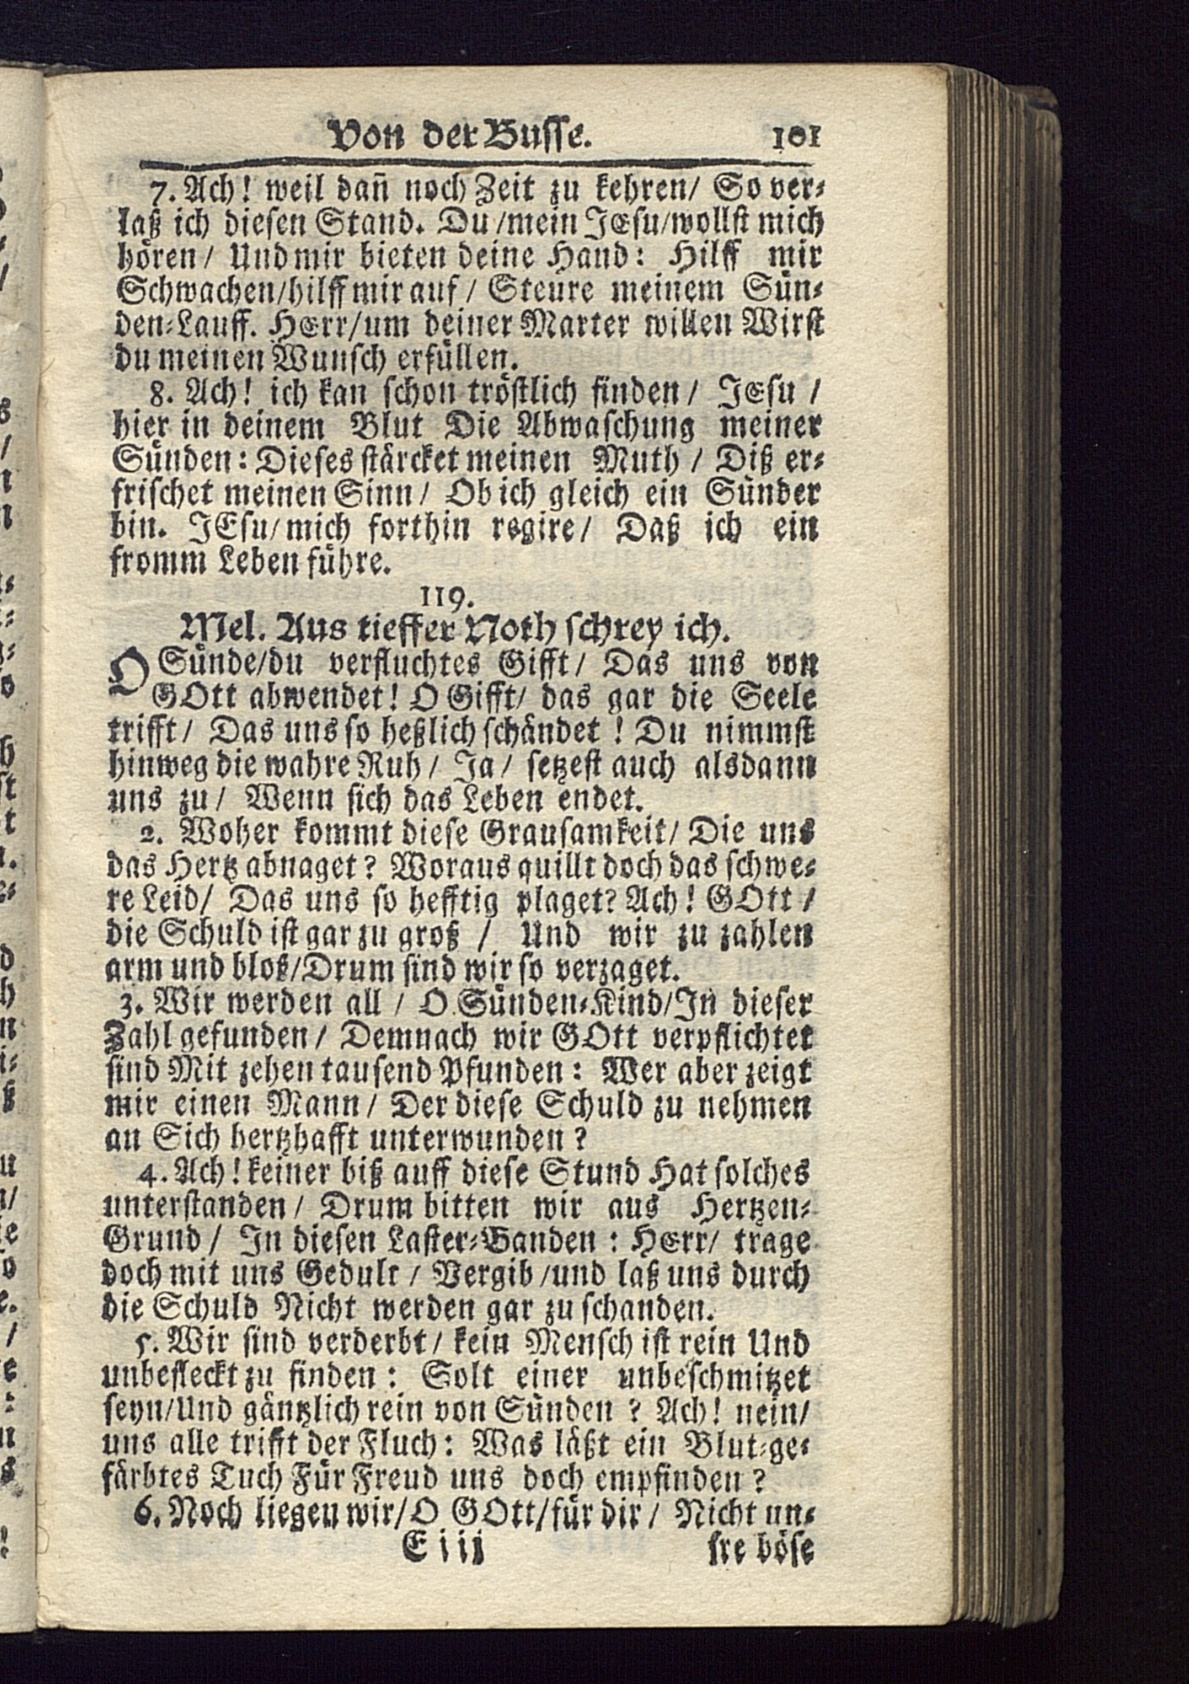 Von der Busse. 101
7. Ach! weil dañ noch Zeit zu kehren/ So ver-
laß ich diesen Stand. Du/mein JEsu/wollst mich
hören/ Und mir bieten deine Hand: Hilff mir
Schwachen/hilff mir auf/ Steure meinem Sün-
den-Lauff. HErr/um deiner Marter willen Wirst
du meinen Wunsch erfüllen.
8. Ach! ich kan schon tröstlich finden/ JEsu/
hier in deinem Blut Die Abwaschung meiner
Sünden: Dieses stärcket meinen Muth/ Diß er-
frischet meinen Sinn/ Ob ich gleich ein Sünder
bin. JEsu/mich forthin regire/ Daß ich ein
fromm Leben führe.
119.
Mel. Aus tieffer Noth schrey ich.
O Sünde/du verfluchtes Gifft/ Das uns von
GOtt abwendet! O Gifft/ das gar die Seele
trifft/ Das uns so heßlich schändet! Du nimmst
hinweg die wahre Ruh/ Ja/ setzest auch alsdann
uns zu/ Wenn sich das Leben endet.
2. Woher kommt diese Grausamkeit/ Die uns
das Hertz abnaget? Woraus quillt doch das schwe-
re Leid/ Das uns so hefftig plaget? Ach! GOtt/
die Schuld ist gar zu groß/ Und wir zu zahlen
arm und bloß/Drum sind wir so verzaget.
3. Wir werden all/ O Sünden-Kind/In dieser
Zahl gefunden/ Demnach wir GOtt verpflichtet
sind Mit zehen tausend Pfunden: Wer aber zeigt
mir einen Mann/ Der diese Schuld zu nehmen
an Sich hertzhafft unterwunden?
4. Ach! keiner biß auff diese Stund Hat solches
unterstanden/ Drum bitten wir aus Hertzen-
Grund/ In diesen Laster-Banden: HErr/ trage
doch mit uns Gedult/ Vergib/und laß uns durch
die Schuld Nicht werden gar zu schanden.
5. Wir sind verderbt/ kein Mensch ist rein Und
unbefleckt zu finden: Solt einer unbeschmitzet
seyn/Und gäntzlich rein von Sünden? Ach! nein/
uns alle trifft der Fluch: Was läßt ein Blut-ge-
färbtes Tuch Für Freud uns doch empfinden?
6. Noch liegen wir/O GOtt/für dir/ Nicht un-
E iii sre böse